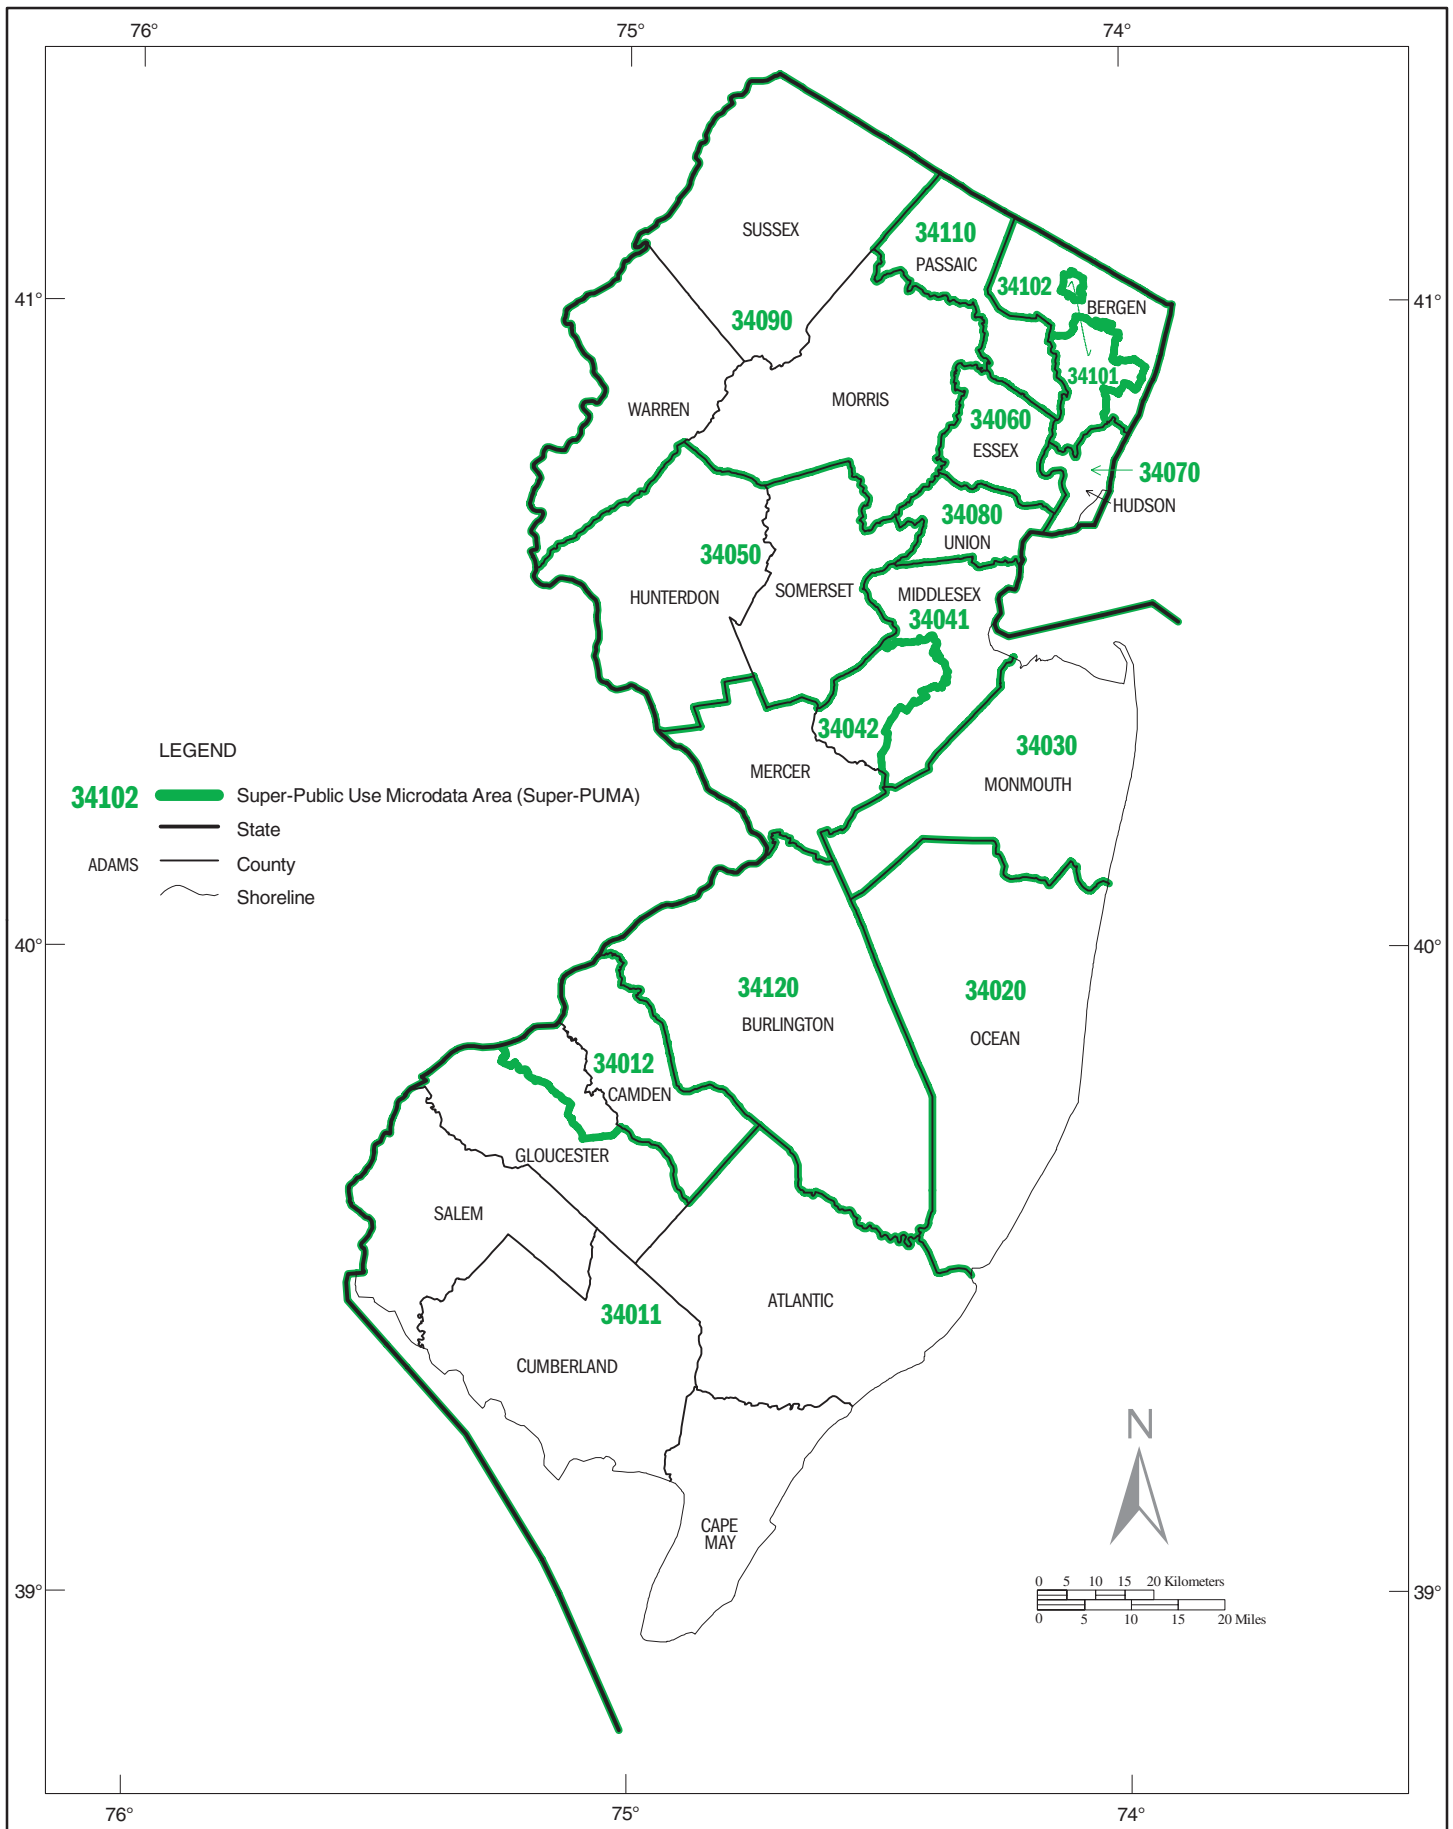 76°
75°
74°
SUSSEX
34110
PASSAIC
34102
BERGEN
41°
41°
34090
34101
WARREN
MORRIS
34060
ESSEX
34070
HUDSON
34080
UNION
34050
HUNTERDON
SOMERSET
MIDDLESEX
34041
34042
34030
MERCER
MONMOUTH
LEGEND
34102 Super-Public Use Microdata Area (Super-PUMA)
State
ADAMS County
Shoreline
40°
40°
34120
34020
BURLINGTON
OCEAN
34012
CAMDEN
GLOUCESTER
SALEM
ATLANTIC
34011
CUMBERLAND
N
CAPE
MAY
39°
39°
0 5 10 15 20 Kilometers
0 5 10 15 20 Miles
76°
75°
74°